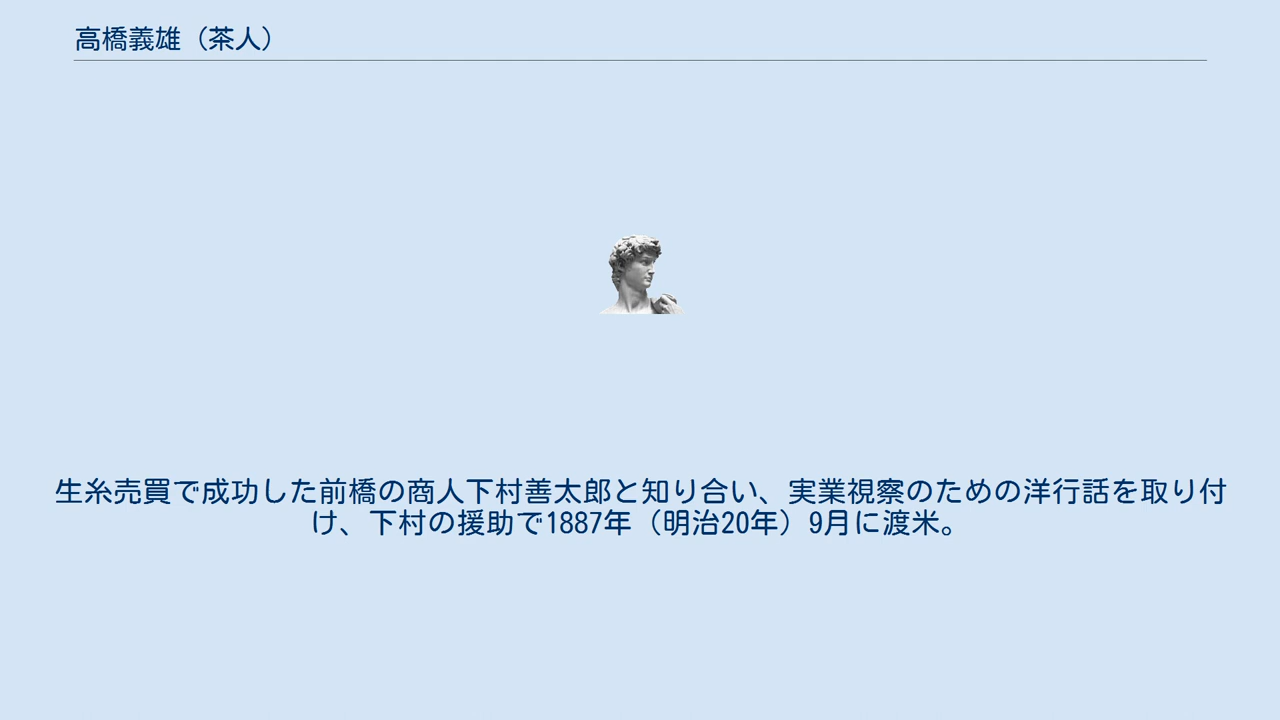 高橋義雄（茶人）
生糸売買で成功した前橋の商人下村善太郎と知り合い、実業視察のための洋行話を取り付
け、下村の援助で1887年（明治20年）9月に渡米。